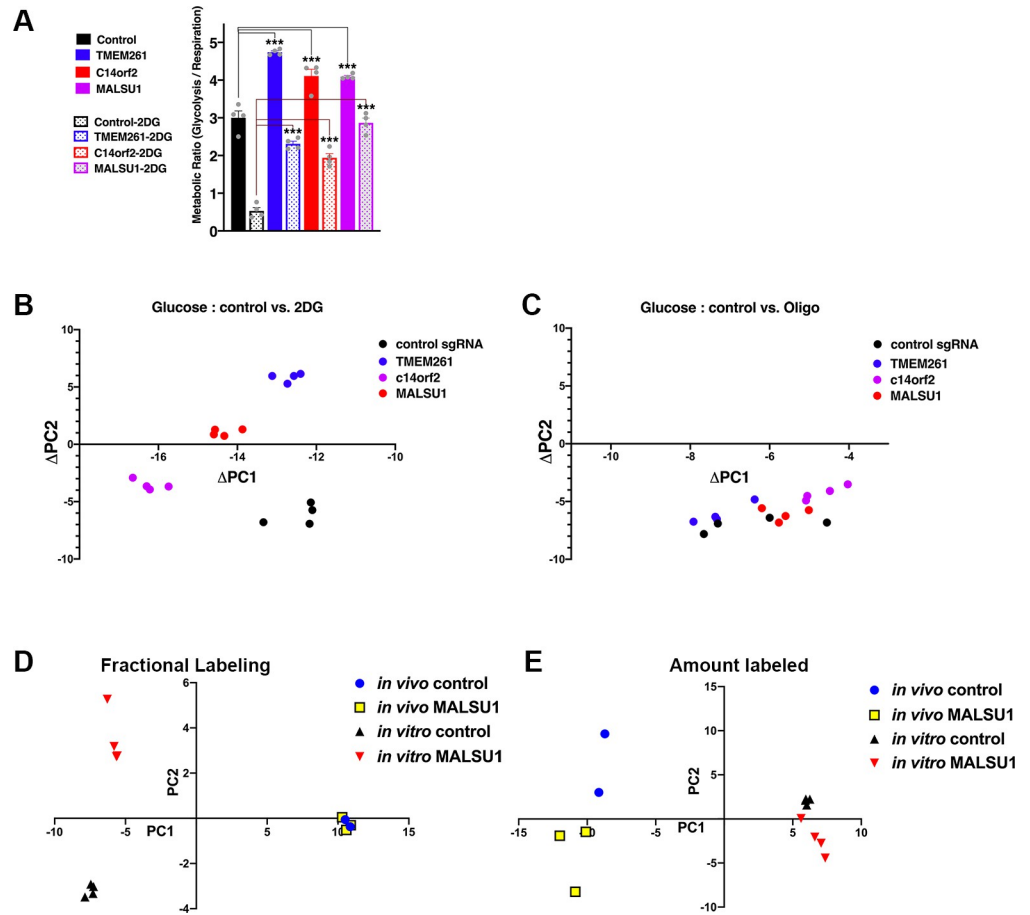 A
Control
TMEM261
C14orf2
MALSU1
Control-2DG
TMEM261-2DG
C14orf2-2DG
MALSU1-2DG
Metabolic Ratio (Glycolysis / Respiration)
5
4
3
2
1
0
*** *** ***
*** *** ***
B
Glucose : control vs. 2DG
control sgRNA
TMEM261
c14orf2
MALSU1
ΔPC2
10
5
0
-5
-10
-16 -14 -12 -10
ΔPC1
C
Glucose : control vs. Oligo
control sgRNA
TMEM261
c14orf2
MALSU1
ΔPC2
10
5
0
-5
-10
-10 -8 -6 -4
ΔPC1
D
Fractional Labeling
in vivo control
in vivo MALSU1
in vitro control
in vitro MALSU1
PC2
6
4
2
-2
-4
-10 -5 5 10 15
PC1
E
Amount labeled
in vivo control
in vivo MALSU1
in vitro control
in vitro MALSU1
PC2
15
10
5
-5
-10
-15 -10 -5 5 10
PC1